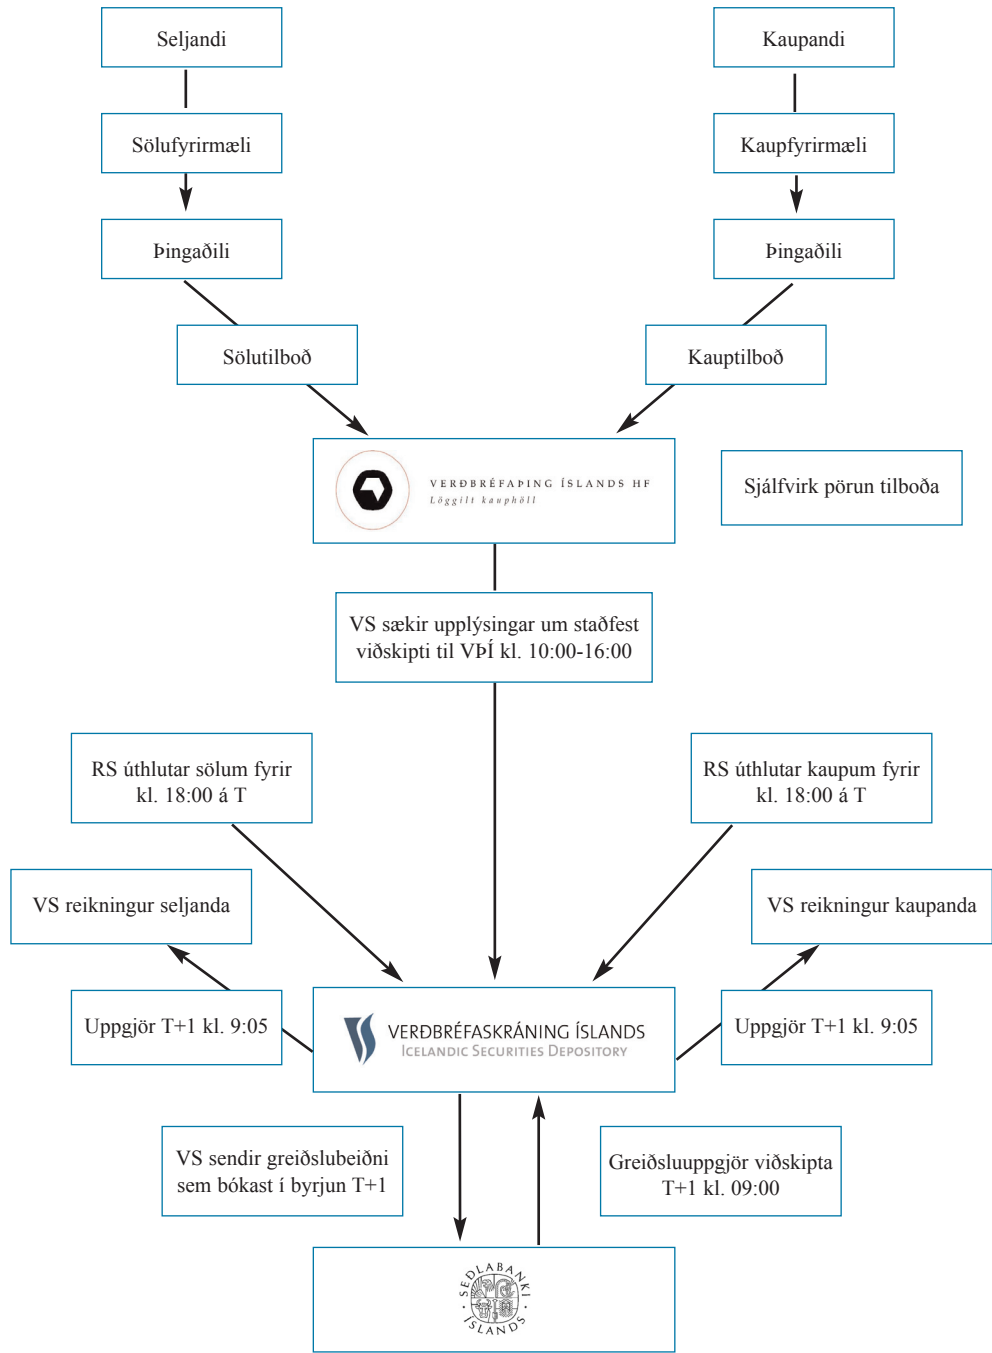 Seljandi
Kaupandi
Sölufyrirmæli
Kaupfyrirmæli
Þingaðili
Þingaðili
Sölutilboð
Kauptilboð
VERÐBRÉFAÞING ÍSLANDS HF
Löggilt kauphöll
Sjálfvirk pörun tilboða
VS sækir upplýsingar um staðfest
viðskipti til VÞÍ kl. 10:00-16:00
RS úthlutar sölum fyrir
kl. 18:00 á T
RS úthlutar kaupum fyrir
kl. 18:00 á T
VS reikningur seljanda
VS reikningur kaupanda
Uppgjör T+1 kl. 9:05
VERÐBRÉFASKRÁNING ÍSLANDS
ICELANDIC SECURITIES DEPOSITORY
Uppgjör T+1 kl. 9:05
VS sendir greiðslubeiðni
sem bókast í byrjun T+1
Greiðsluuppgjör viðskipta
T+1 kl. 09:00
SEÐLABANKI
· ÍSLANDS ·